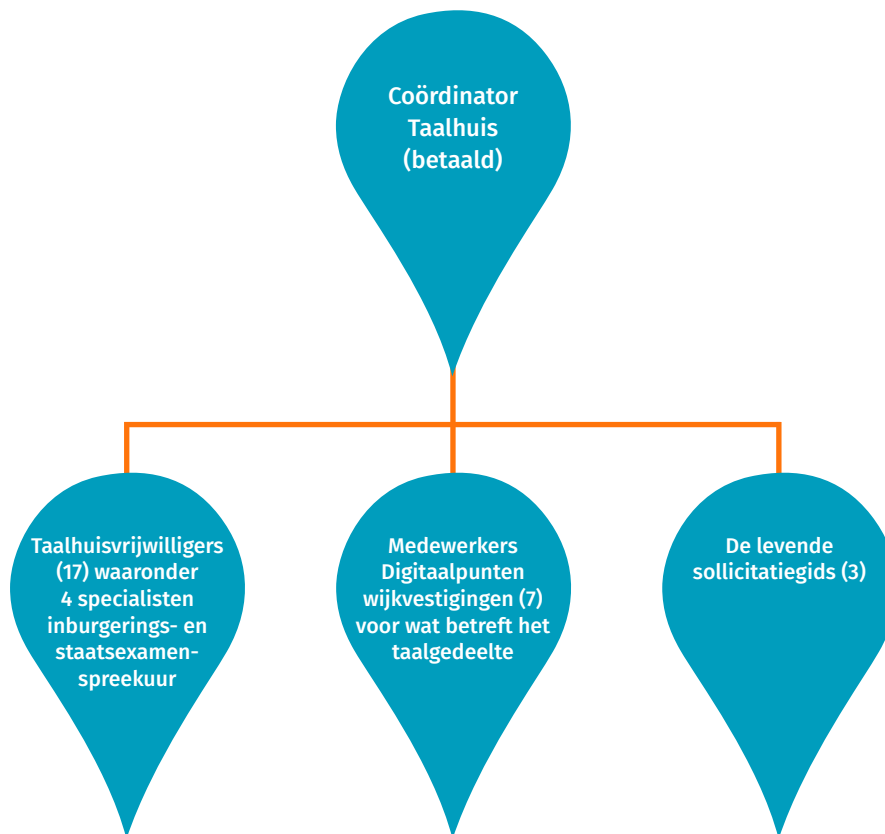 Coördinator
Taalhuis
(betaald)
Taalhuisvrijwilligers
(17) waaronder
4 specialisten
inburgerings- en
staatsexamen-
spreekuur
Medewerkers
Digitaalpunten
wijkvestigingen (7)
voor wat betreft het
taalgedeelte
De levende
sollicitatiegids (3)